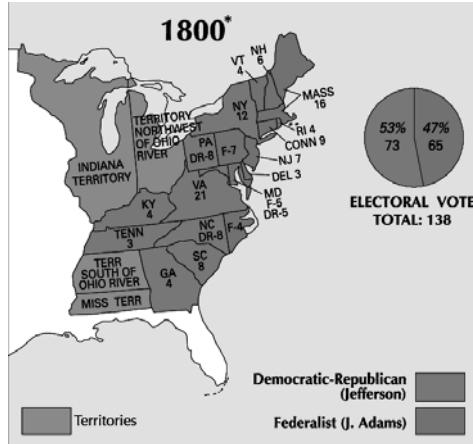 1800*
NH
6
VT
4
MASS
16
NY
12
RI 4
CONN 9
NJ 7
DEL 3
MD
F-5
DR-5
PA
DR-8
F-7
TERRITORY
NORTHWEST
OF OHIO
RIVER
INDIANA
TERRITORY
VA
21
KY
4
TENN
3
NC
DR-8
F-4
SC
8
GA
4
TERR
SOUTH OF
OHIO RIVER
MISS TERR
53%
73
47%
65
ELECTORAL VOTE
TOTAL: 138
Democratic-Republican
(Jefferson)
Federalist (J. Adams)
Territories